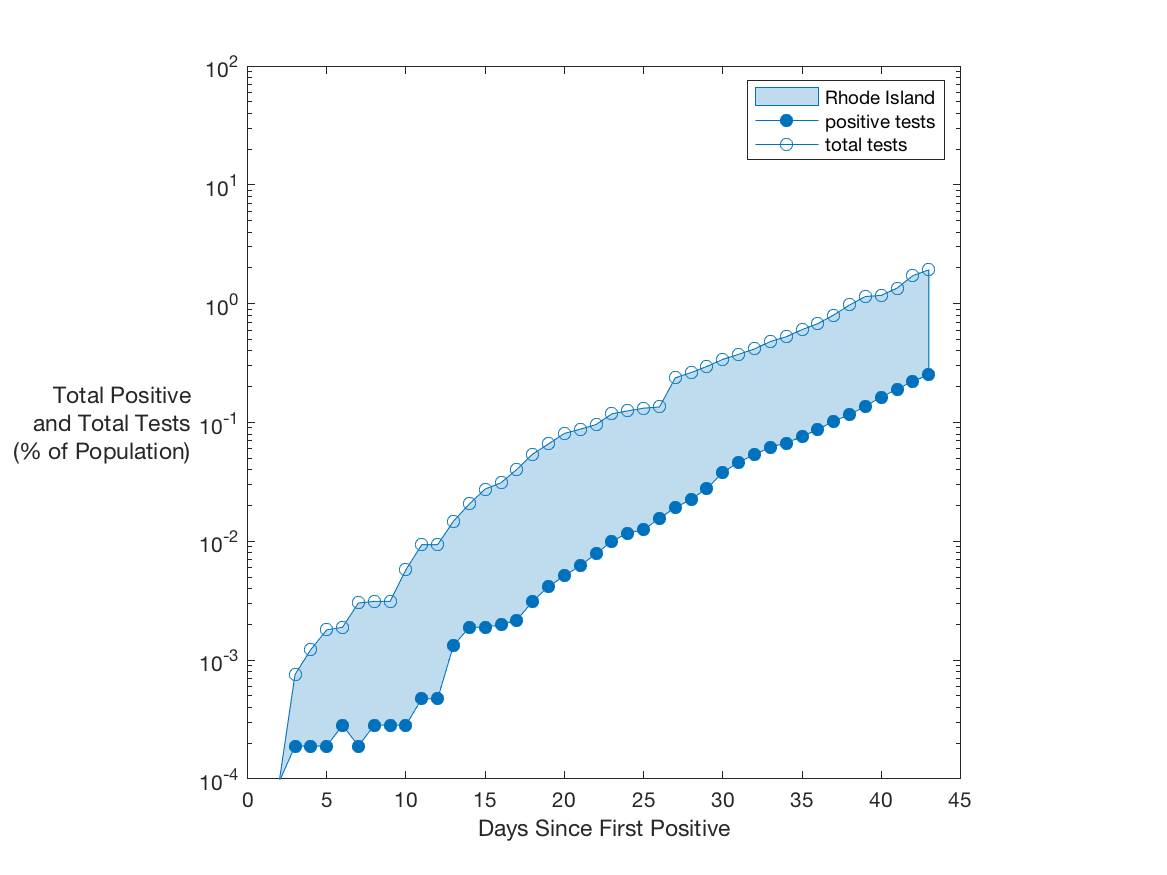 10^2
10^1
10^0
10^-1
10^-2
10^-3
10^-4
Total Positive
and Total Tests
(% of Population)
Rhode Island
positive tests
total tests
0 5 10 15 20 25 30 35 40 45
Days Since First Positive